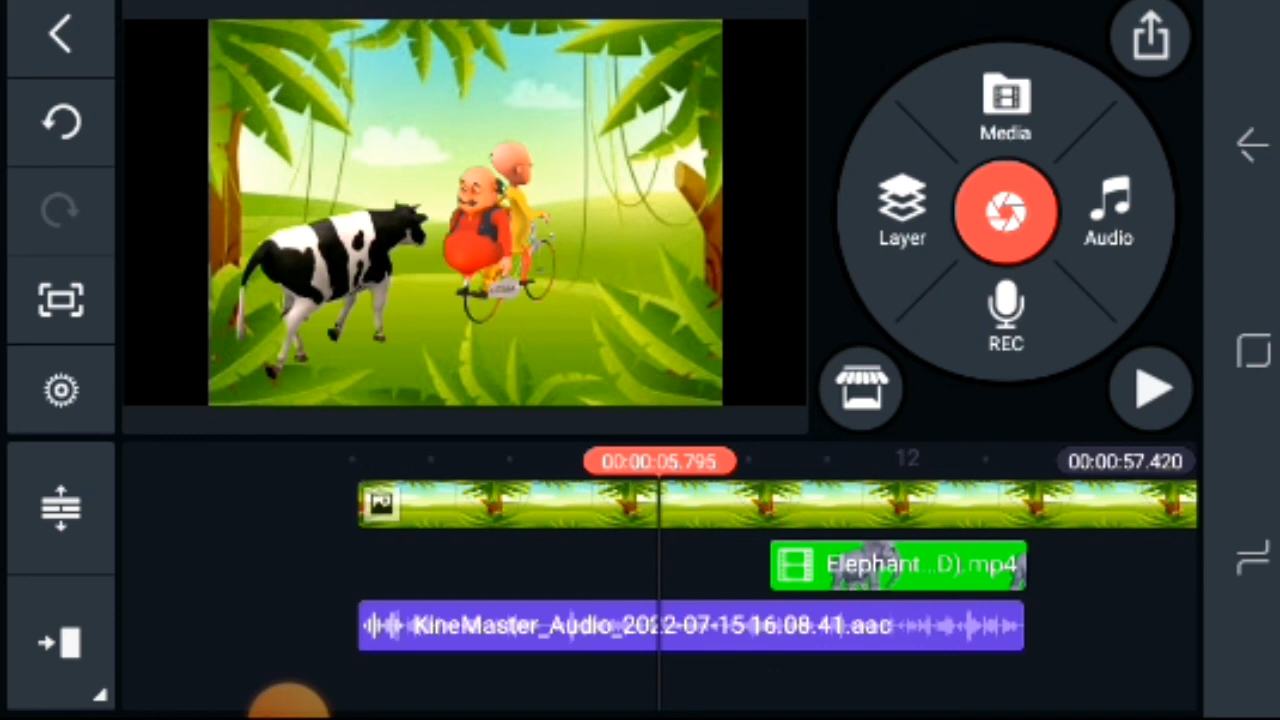 Media
Layer
Audio
REC
00:00:05.795
12
00:00:57.420
Elephant...D).mp4
KineMaster_Audio_2022-07-15 16.08.41.aac